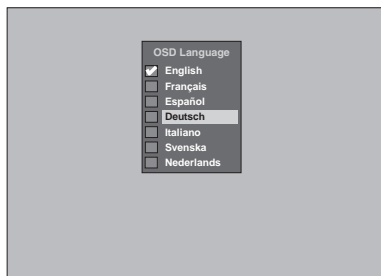 OSD Language
English
Français
Español
Deutsch
Italiano
Svenska
Nederlands